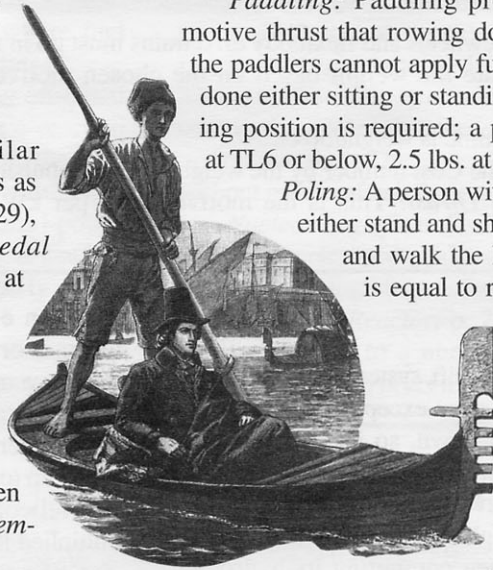 Paddling: Paddling pr
motive thrust that rowing do
the paddlers cannot apply fu
done either sitting or standi
ing position is required; a p
at TL6 or below, 2.5 lbs. at
Poling: A person wi
either stand and sh
and walk the
is equal to r
ilar
s as
29),
edal
at
en
em-